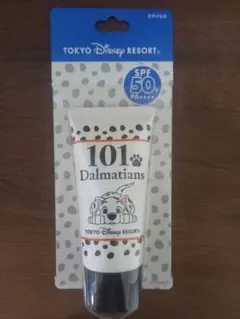 TOKYO Disney RESORT®
SPF
50+
PA++++
101
Dalmatians
TOKYO Disney RESORT®